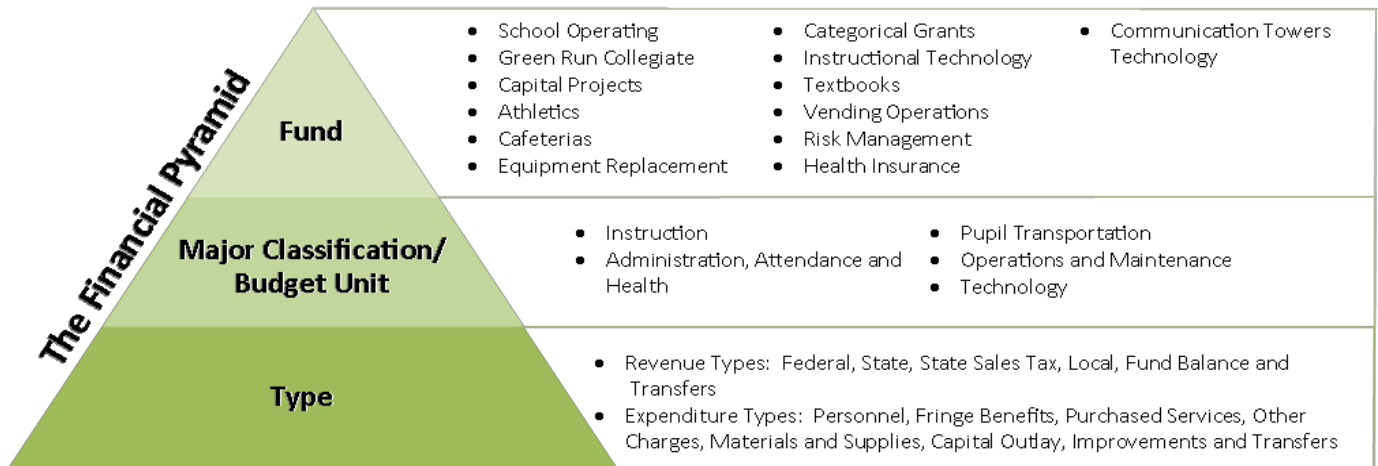 The Financial Pyramid
Fund
• School Operating
• Green Run Collegiate
• Capital Projects
• Athletics
• Cafeterias
• Equipment Replacement
• Categorical Grants
• Instructional Technology
• Textbooks
• Vending Operations
• Risk Management
• Health Insurance
• Communication Towers
Technology
Major Classification/
Budget Unit
• Instruction
• Administration, Attendance and
Health
• Pupil Transportation
• Operations and Maintenance
• Technology
Type
• Revenue Types: Federal, State, State Sales Tax, Local, Fund Balance and
Transfers
• Expenditure Types: Personnel, Fringe Benefits, Purchased Services, Other
Charges, Materials and Supplies, Capital Outlay, Improvements and Transfers